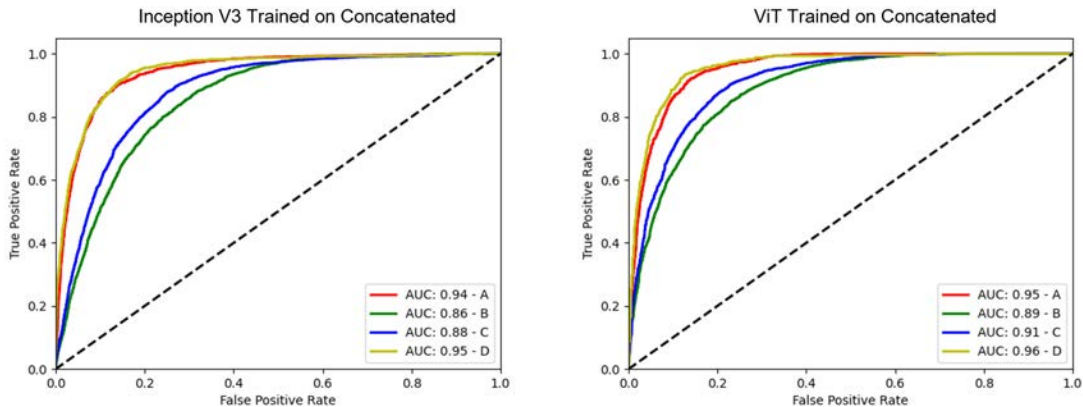 Inception V3 Trained on Concatenated
1.0
0.8
0.6
0.4
0.2
0.0
True Positive Rate
AUC: 0.94 - A
AUC: 0.86 - B
AUC: 0.88 - C
AUC: 0.95 - D
0.0 0.2 0.4 0.6 0.8 1.0
False Positive Rate
ViT Trained on Concatenated
1.0
0.8
0.6
0.4
0.2
0.0
True Positive Rate
AUC: 0.95 - A
AUC: 0.89 - B
AUC: 0.91 - C
AUC: 0.96 - D
0.0 0.2 0.4 0.6 0.8 1.0
False Positive Rate